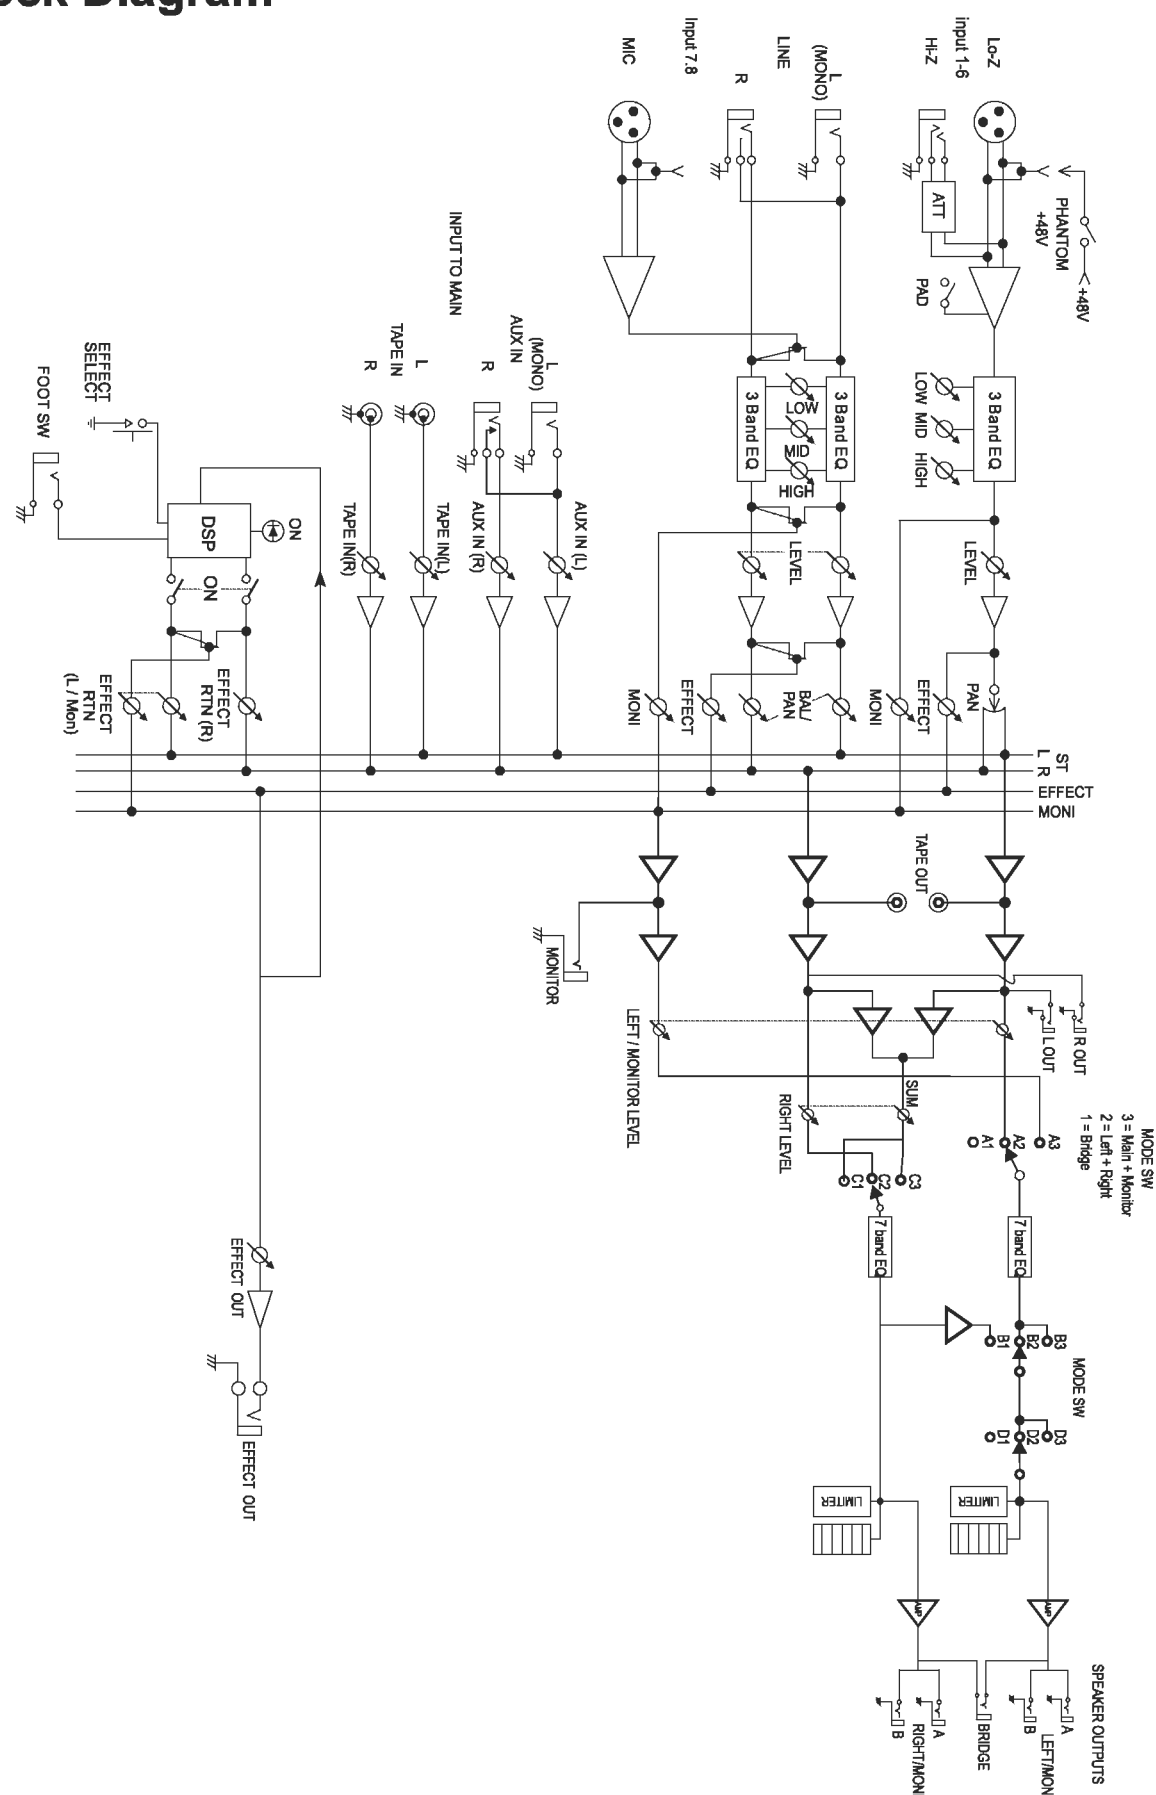 Diagram
Lo-Z
input 1-6
Hi-Z
PHANTOM
+48V
+48V
ATT
PAD
3 Band EQ
LOW
MID
HIGH
LEVEL
PAN
EFFECT
MONI
L
(MONO)
LINE
R
Input 7.8
MIC
3 Band EQ
3 Band EQ
LOW
MID
HIGH
LEVEL
BAL/
PAN
EFFECT
MONI
INPUT TO MAIN
L
(MONO)
AUX IN
R
AUX IN (L)
AUX IN (R)
L
TAPE IN
R
TAPE IN(L)
TAPE IN(R)
EFFECT
SELECT
FOOT SW
DSP
ON
ON
EFFECT
RTN (R)
EFFECT
RTN
(L / Mon)
L
R
ST
EFFECT
MONI
TAPE OUT
MONITOR
L OUT
R OUT
LEFT / MONITOR LEVEL
SUM
RIGHT LEVEL
MODE SW
3 = Main + Monitor
2 = Left + Right
1 = Bridge
A1
A2
A3
C1
C2
C3
7 band EQ
7 band EQ
B1
B2
B3
MODE SW
D1
D2
D3
LIMITER
LIMITER
AMP
AMP
SPEAKER OUTPUTS
A
B
LEFT/MONI
BRIDGE
A
B
RIGHT/MONI
EFFECT OUT
EFFECT OUT